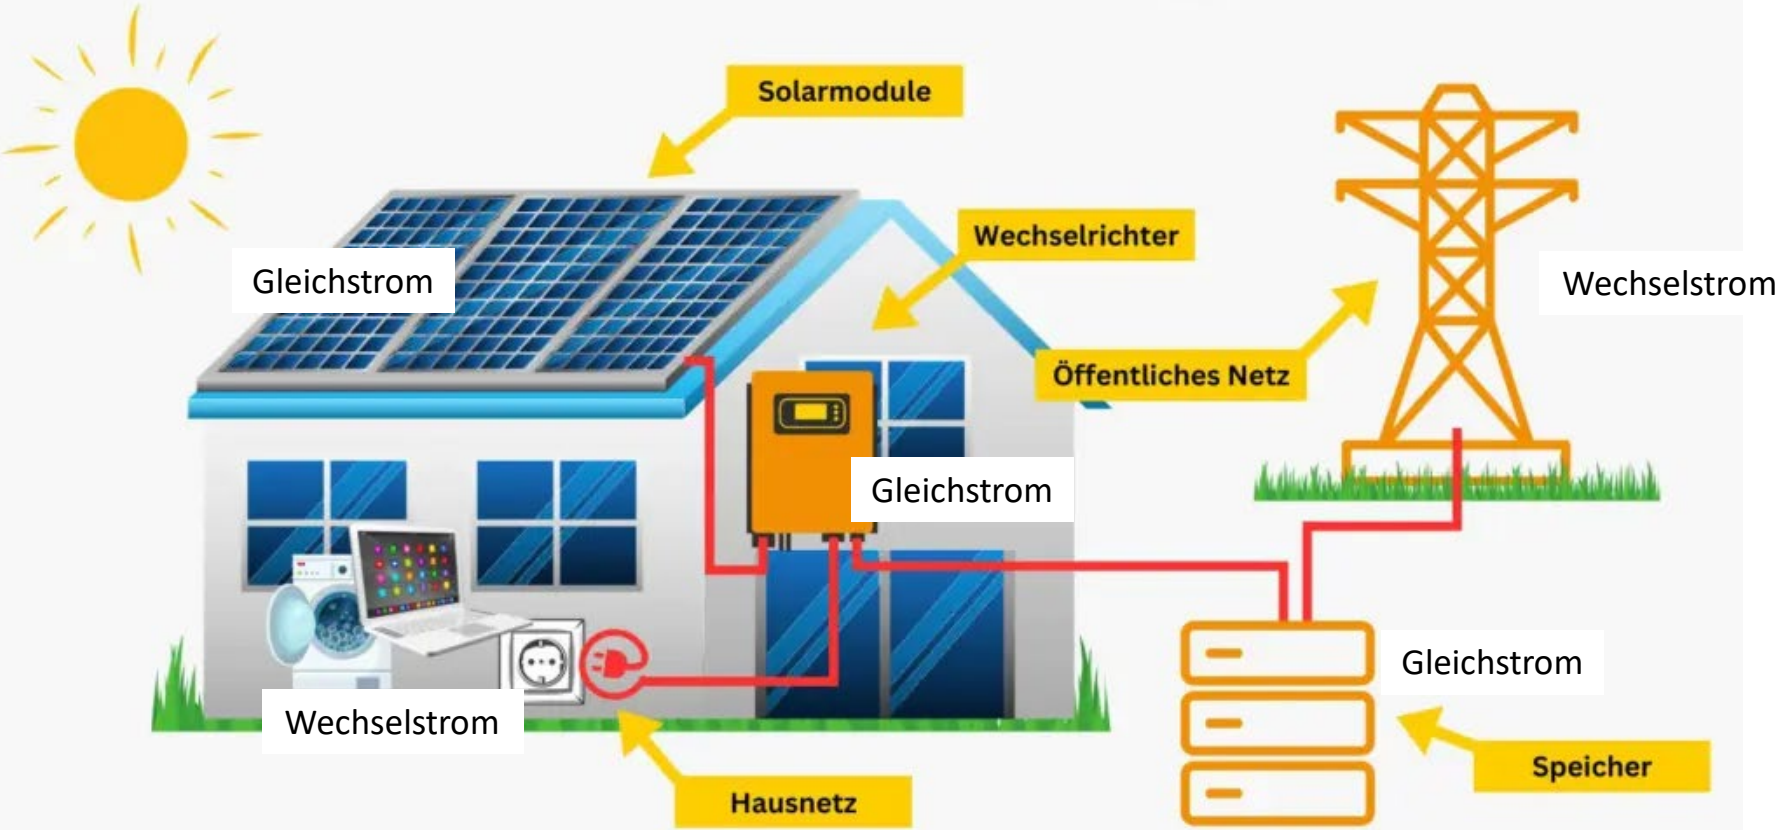 Solarmodule
Wechselrichter
Gleichstrom
Wechselstrom
Öffentliches Netz
Gleichstrom
Gleichstrom
Wechselstrom
Speicher
Hausnetz